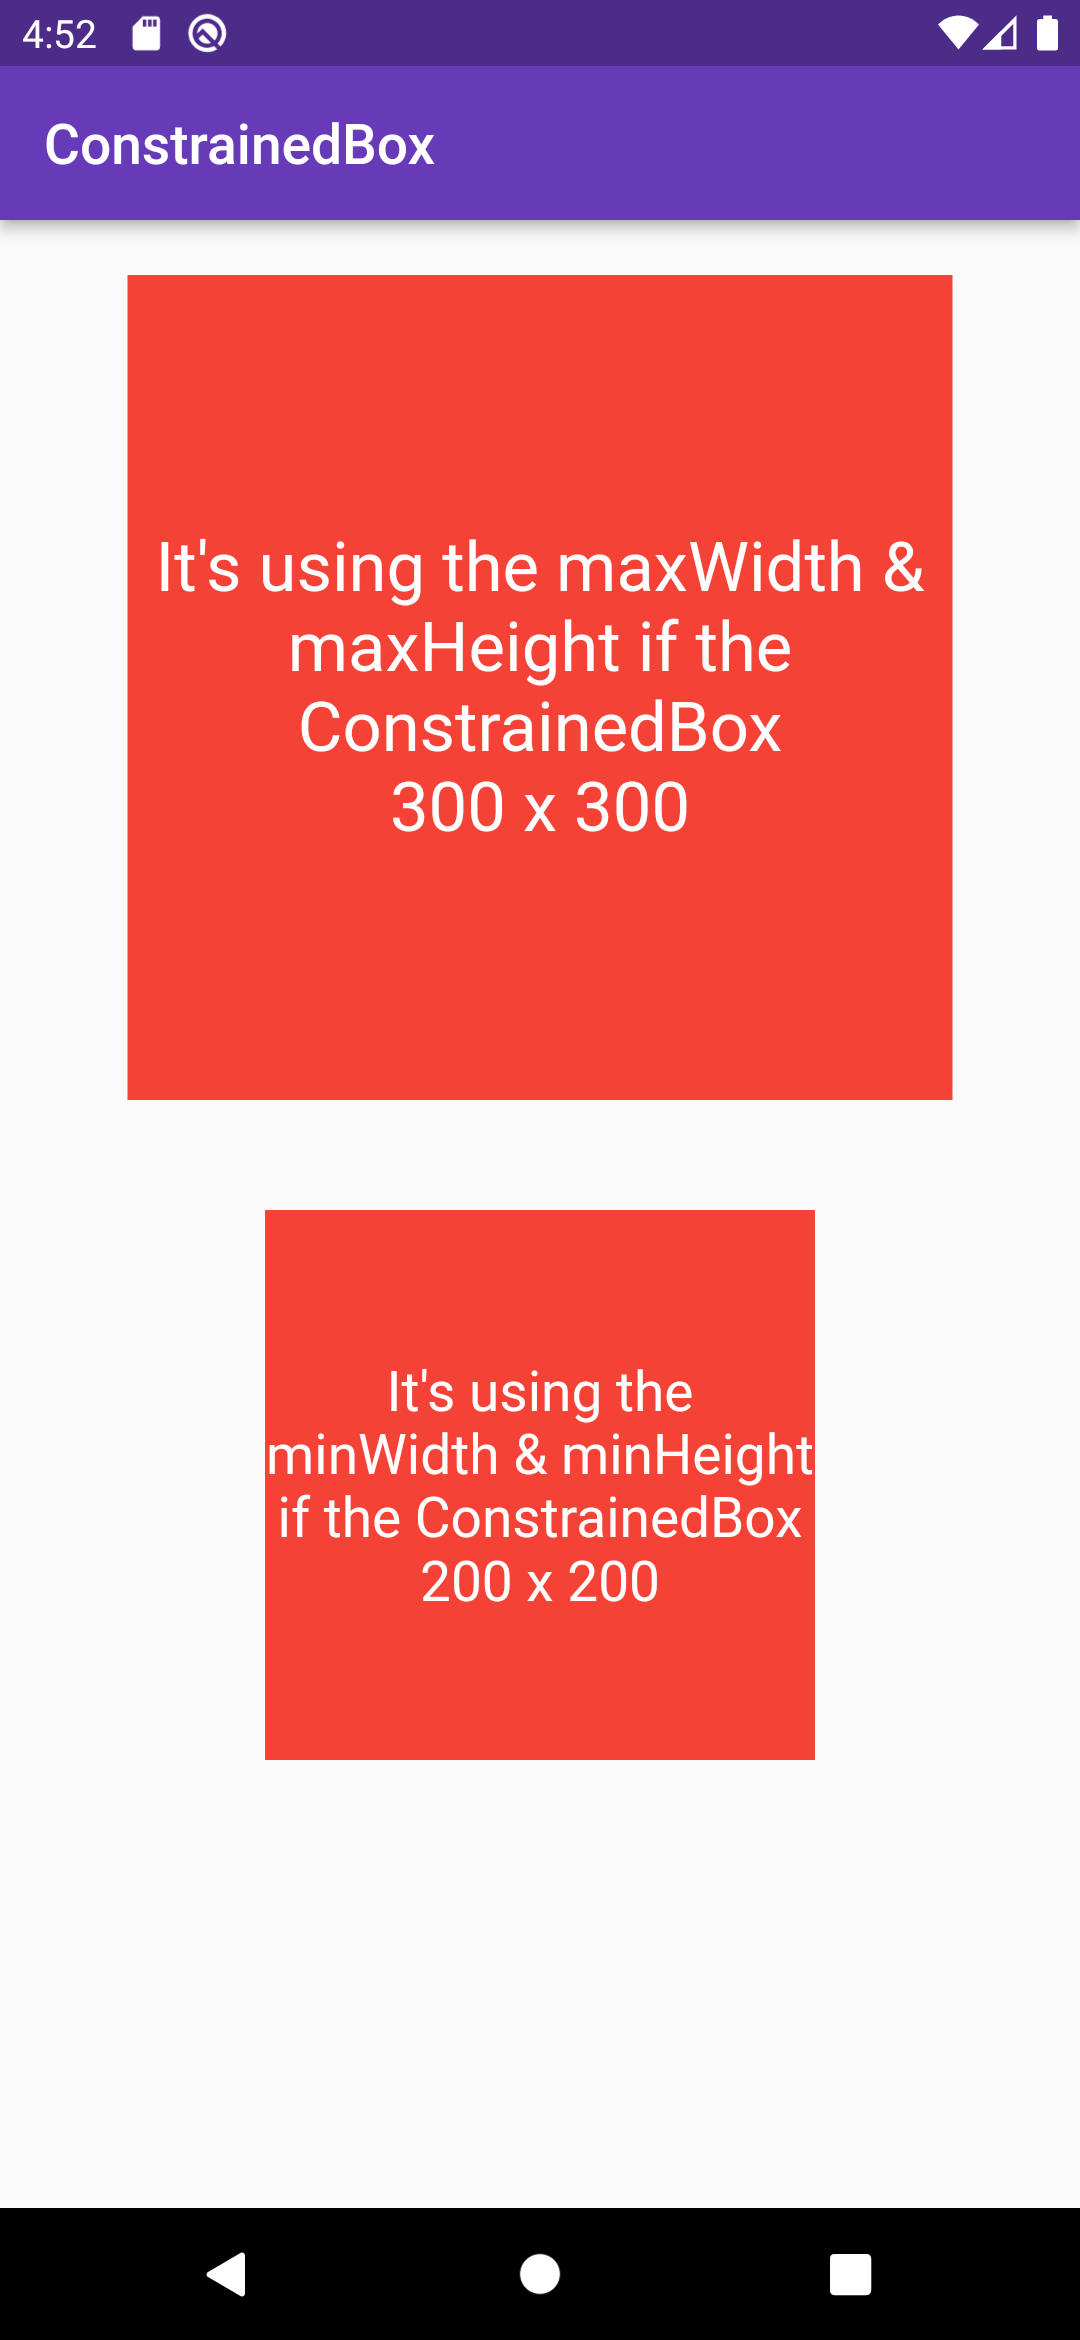 4:52
ConstrainedBox
It's using the maxWidth &
maxHeight if the
ConstrainedBox
300 x 300
It's using the
minWidth & minHeight
if the ConstrainedBox
200 x 200